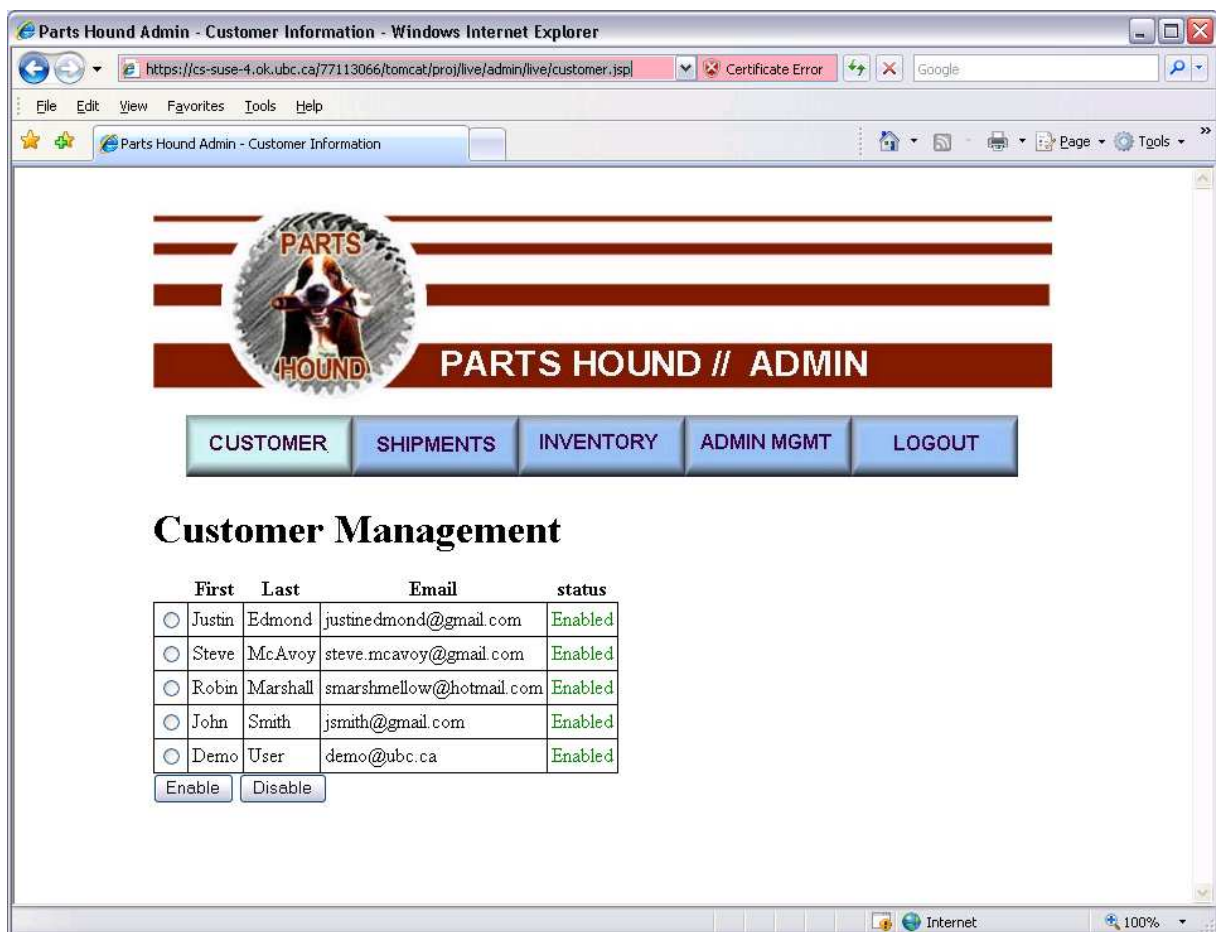 Parts Hound Admin - Customer Information - Windows Internet Explorer
https://cs-suse-4.ok.ubc.ca/77113066/tomcat/proj/live/admin/live/customer.jsp Certificate Error Google
File Edit View Favorites Tools Help
Parts Hound Admin - Customer Information Page Tools »
PARTS
HOUND
PARTS HOUND // ADMIN
CUSTOMER SHIPMENTS INVENTORY ADMIN MGMT LOGOUT
Customer Management
First Last Email status
Justin Edmond justinedmond@gmail.com Enabled
Steve McAvoy steve.mcavoy@gmail.com Enabled
Robin Marshall smarshmellow@hotmail.com Enabled
John Smith jsmith@gmail.com Enabled
Demo User demo@ubc.ca Enabled
Enable Disable
Internet 100%